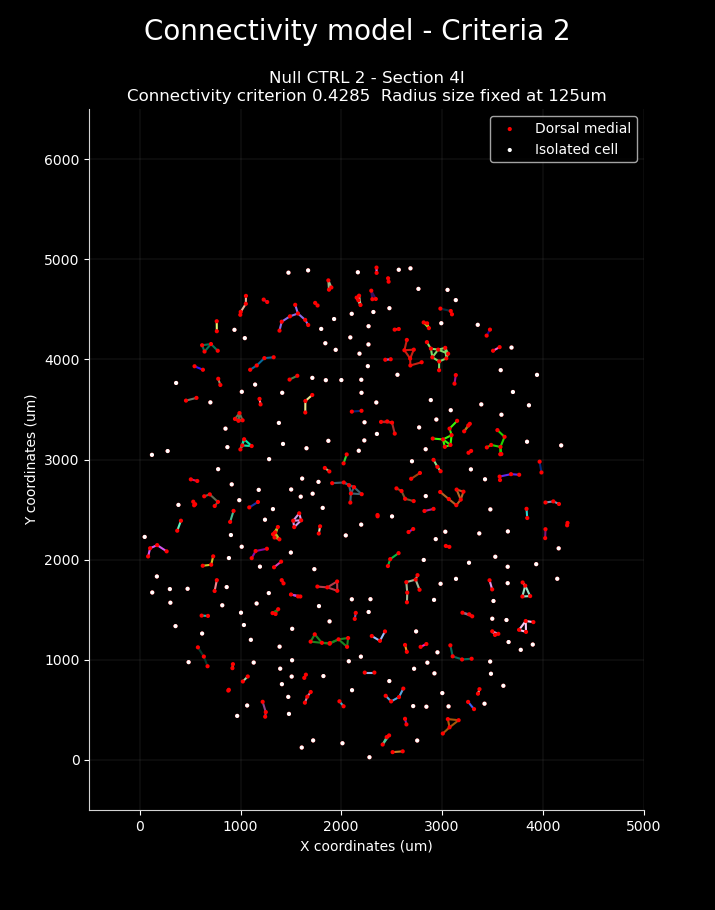 Connectivity model - Criteria 2
Null CTRL 2 - Section 4I
Connectivity criterion 0.4285  Radius size fixed at 125um
Dorsal medial
Isolated cell
6000
5000
4000
3000
2000
1000
0
Y coordinates (um)
0
1000
2000
3000
4000
5000
X coordinates (um)